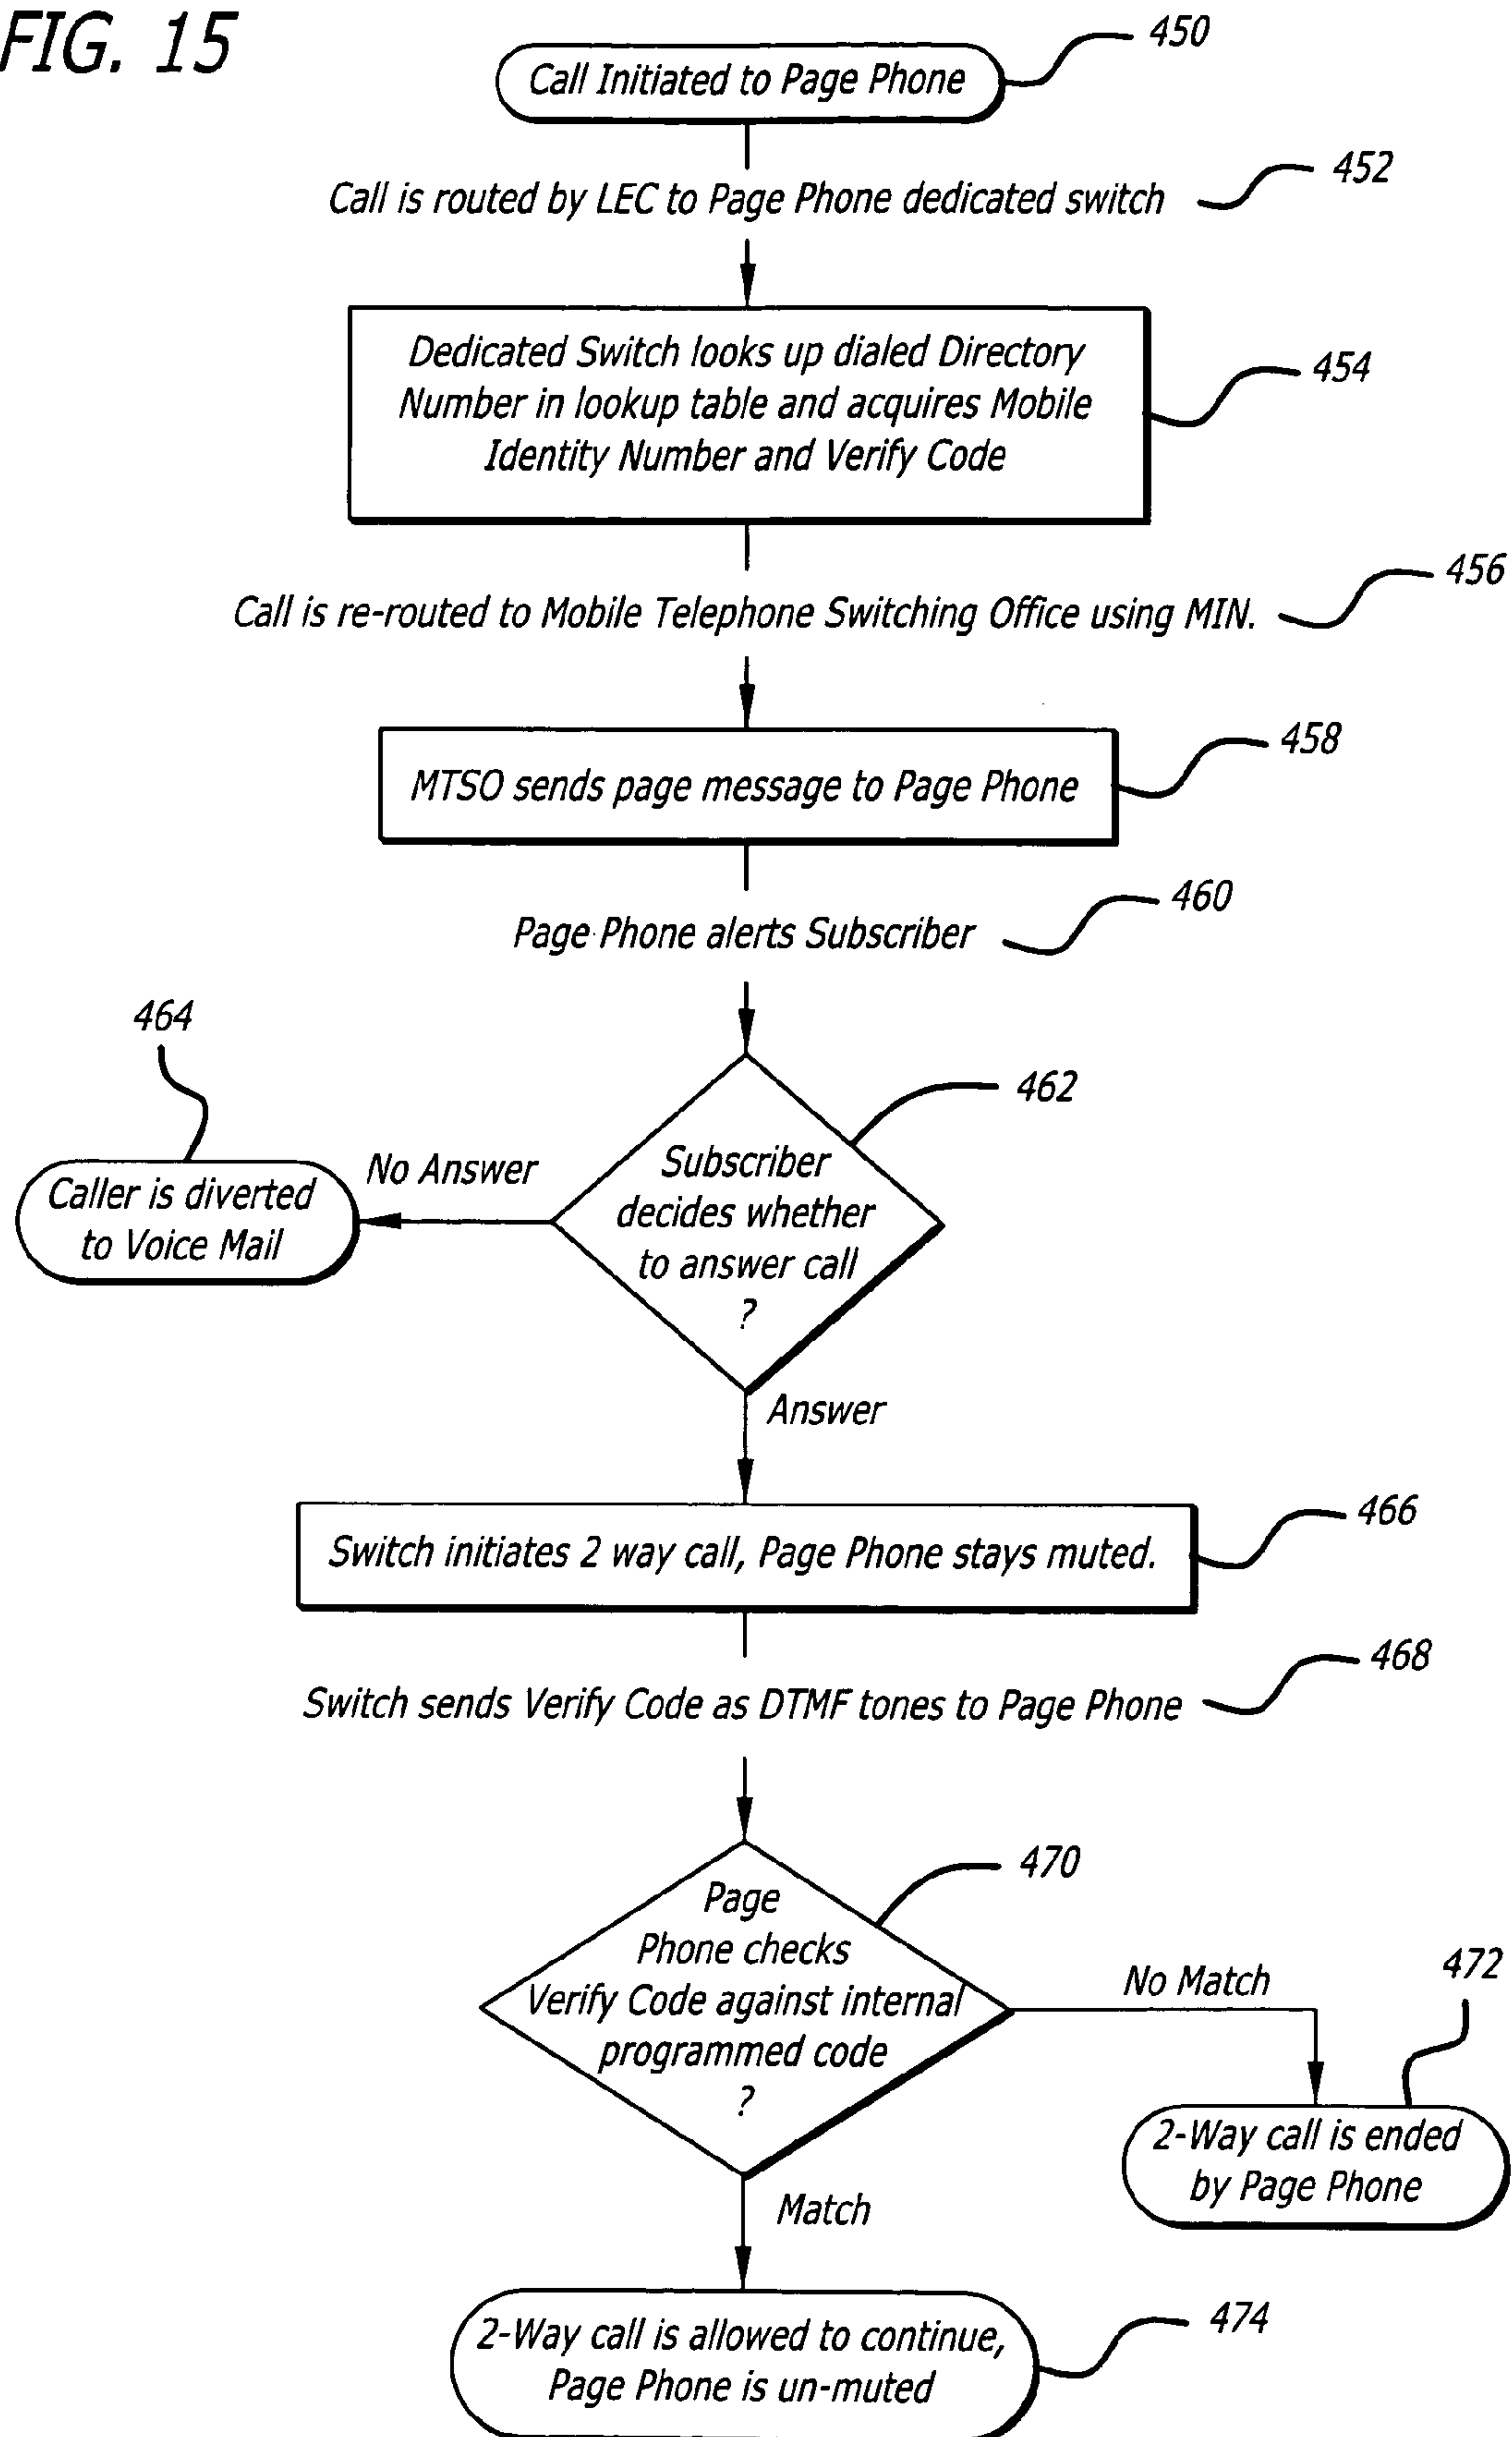 FIG. 15
450
Call Initiated to Page Phone
452
Call is routed by LEC to Page Phone dedicated switch
Dedicated Switch looks up dialed Directory
454
Number in lookup table and acquires Mobile
Identity Number and Verify Code
456
Call is re-routed to Mobile Telephone Switching Office using MIN.
458
MTSO sends page message to Page Phone
460
Page Phone alerts Subscriber
464
462
No Answer
Subscriber
decides whether
to answer call
?
Caller is diverted
to Voice Mail
Answer
466
Switch initiates 2 way call, Page Phone stays muted.
468
Switch sends Verify Code as DTMF tones to Page Phone
470
Page
Phone checks
Verify Code against internal
programmed code
?
No Match
472
2-Way call is ended
by Page Phone
Match
474
2-Way call is allowed to continue,
Page Phone is un-muted